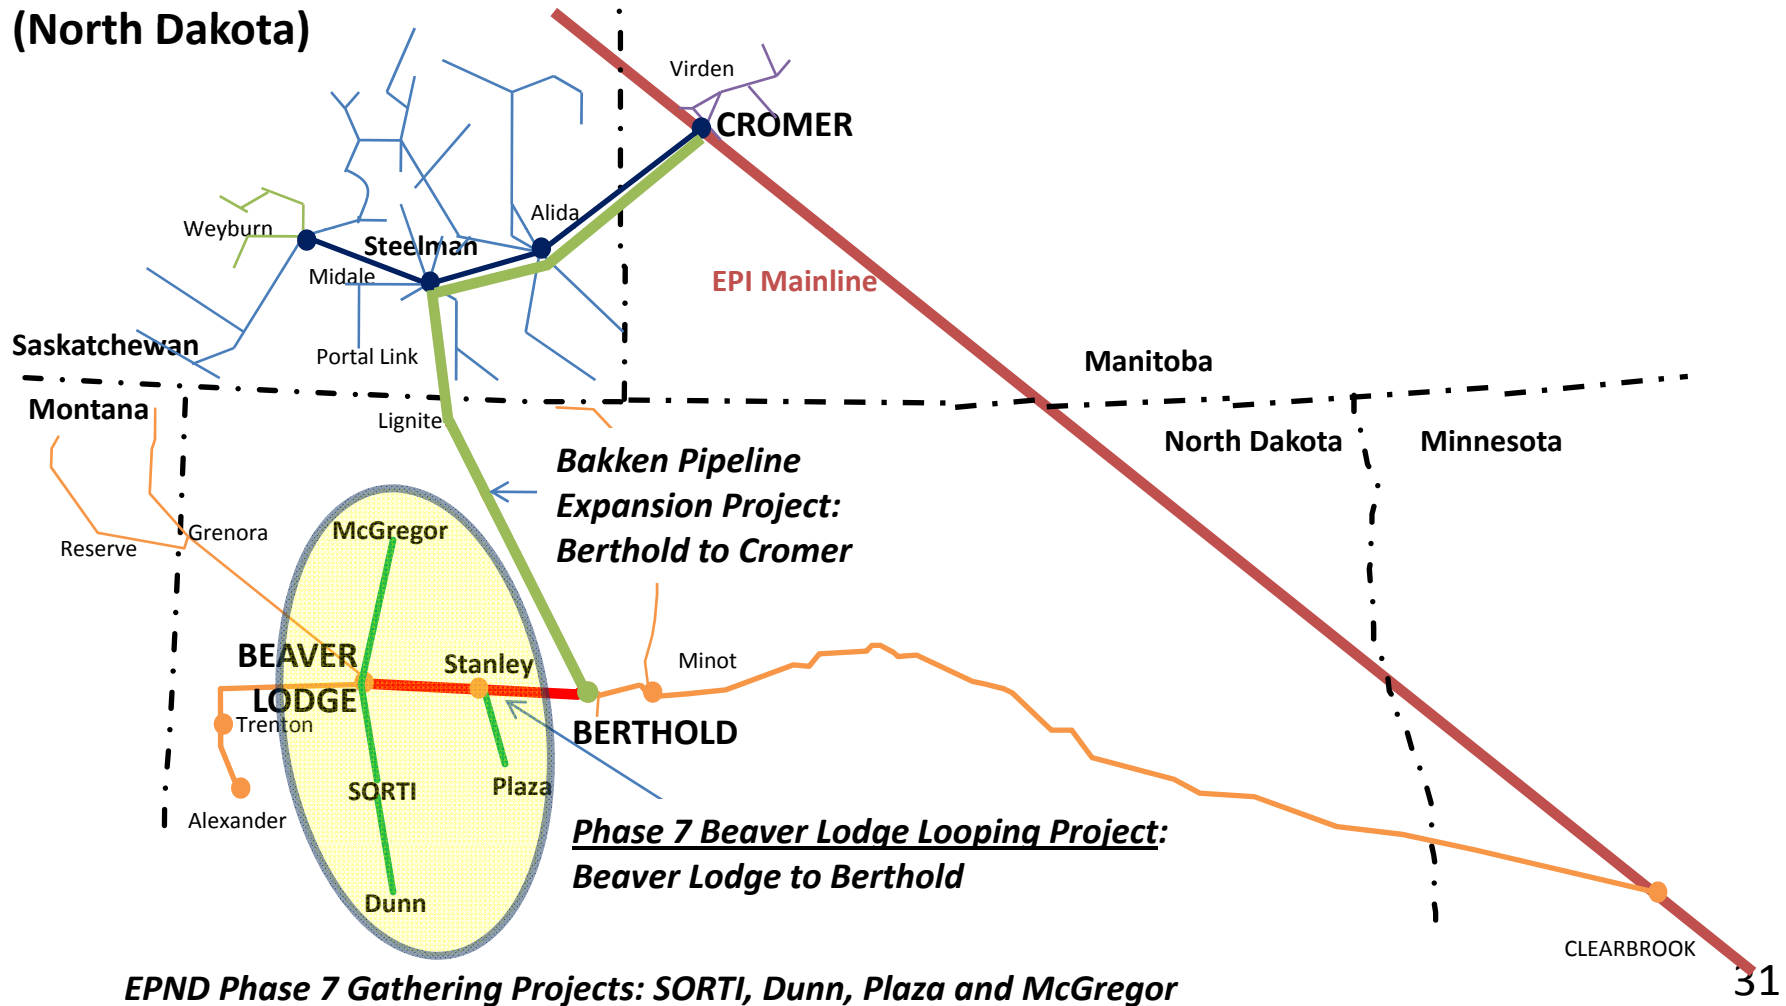 (North Dakota)
Virden
CROMER
Alida
Weyburn
Steelman
Midale
EPI Mainline
Saskatchewan
Portal Link
Manitoba
Montana
Lignite
North Dakota
Minnesota
Bakken Pipeline
Expansion Project:
Berthold to Cromer
McGregor
Grenora
Reserve
BEAVER
LODGE
Stanley
Minot
Trenton
BERTHOLD
SORTI
Plaza
Alexander
Phase 7 Beaver Lodge Looping Project:
Beaver Lodge to Berthold
Dunn
CLEARBROOK
EPND Phase 7 Gathering Projects: SORTI, Dunn, Plaza and McGregor
31